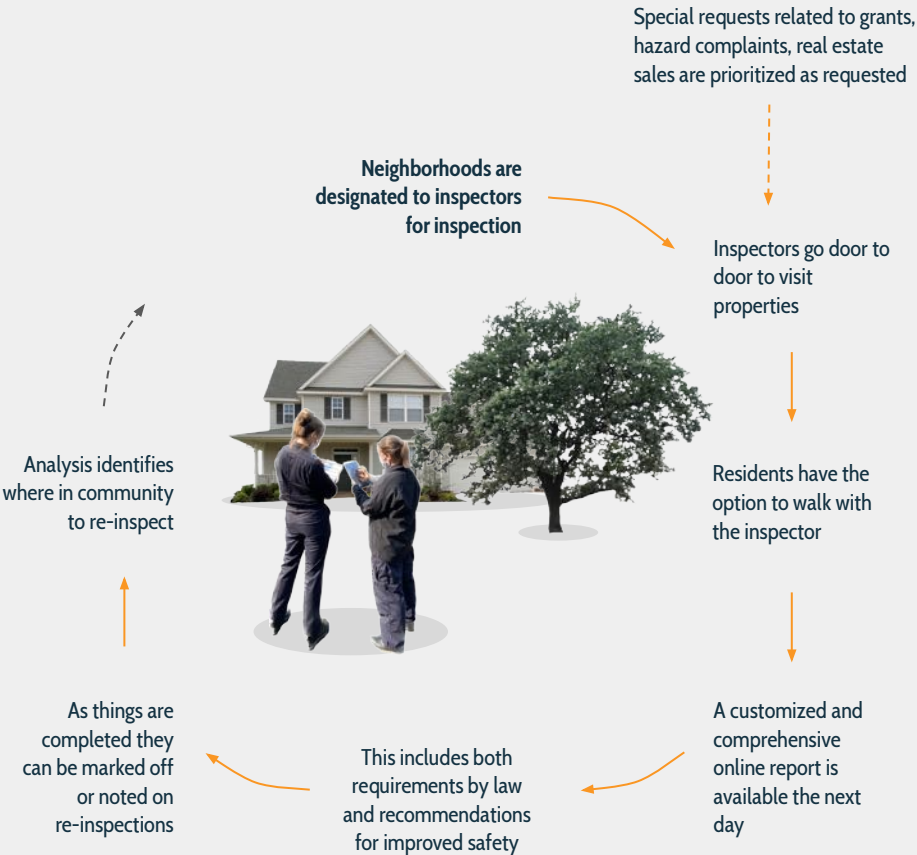 Special requests related to grants,
hazard complaints, real estate
sales are prioritized as requested
Neighborhoods are
designated to inspectors
for inspection
Inspectors go door to
door to visit
properties
Residents have the
option to walk with
the inspector
A customized and
comprehensive
online report is
available the next
day
This includes both
requirements by law
and recommendations
for improved safety
As things are
completed they
can be marked off
or noted on
re-inspections
Analysis identifies
where in community
to re-inspect